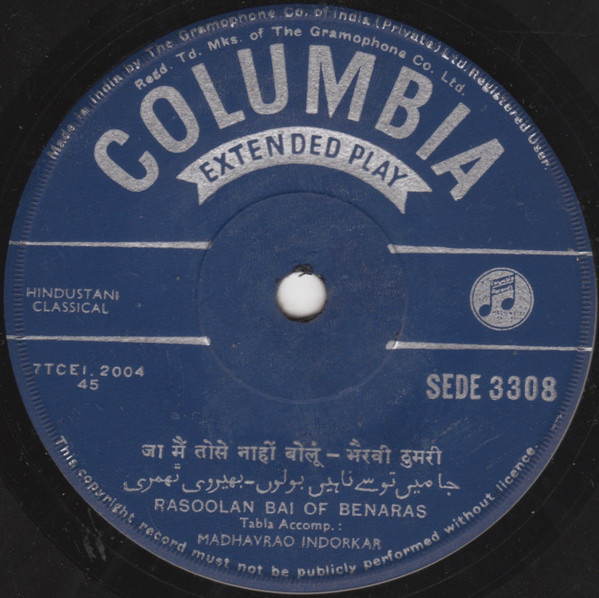 Made in India by The Gramophone Co. of India (Private) Ltd. Registered User.
Regd. Td. Mks. of The Gramophone Co. Ltd.
COLUMBIA
EXTENDED PLAY
HINDUSTANI
CLASSICAL
7TCEI. 2004
45
SEDE 3308
जा मैं तोसे नाहीं बोलूं - भैरवी ठुमरी
جا میں تو سے ناہیں بولوں - بھیروی ٹھمری
RASOOLAN BAI OF BENARAS
Tabla Accomp.:
MADHAVRAO INDORKAR
This copyright record must not be publicly performed without licence.